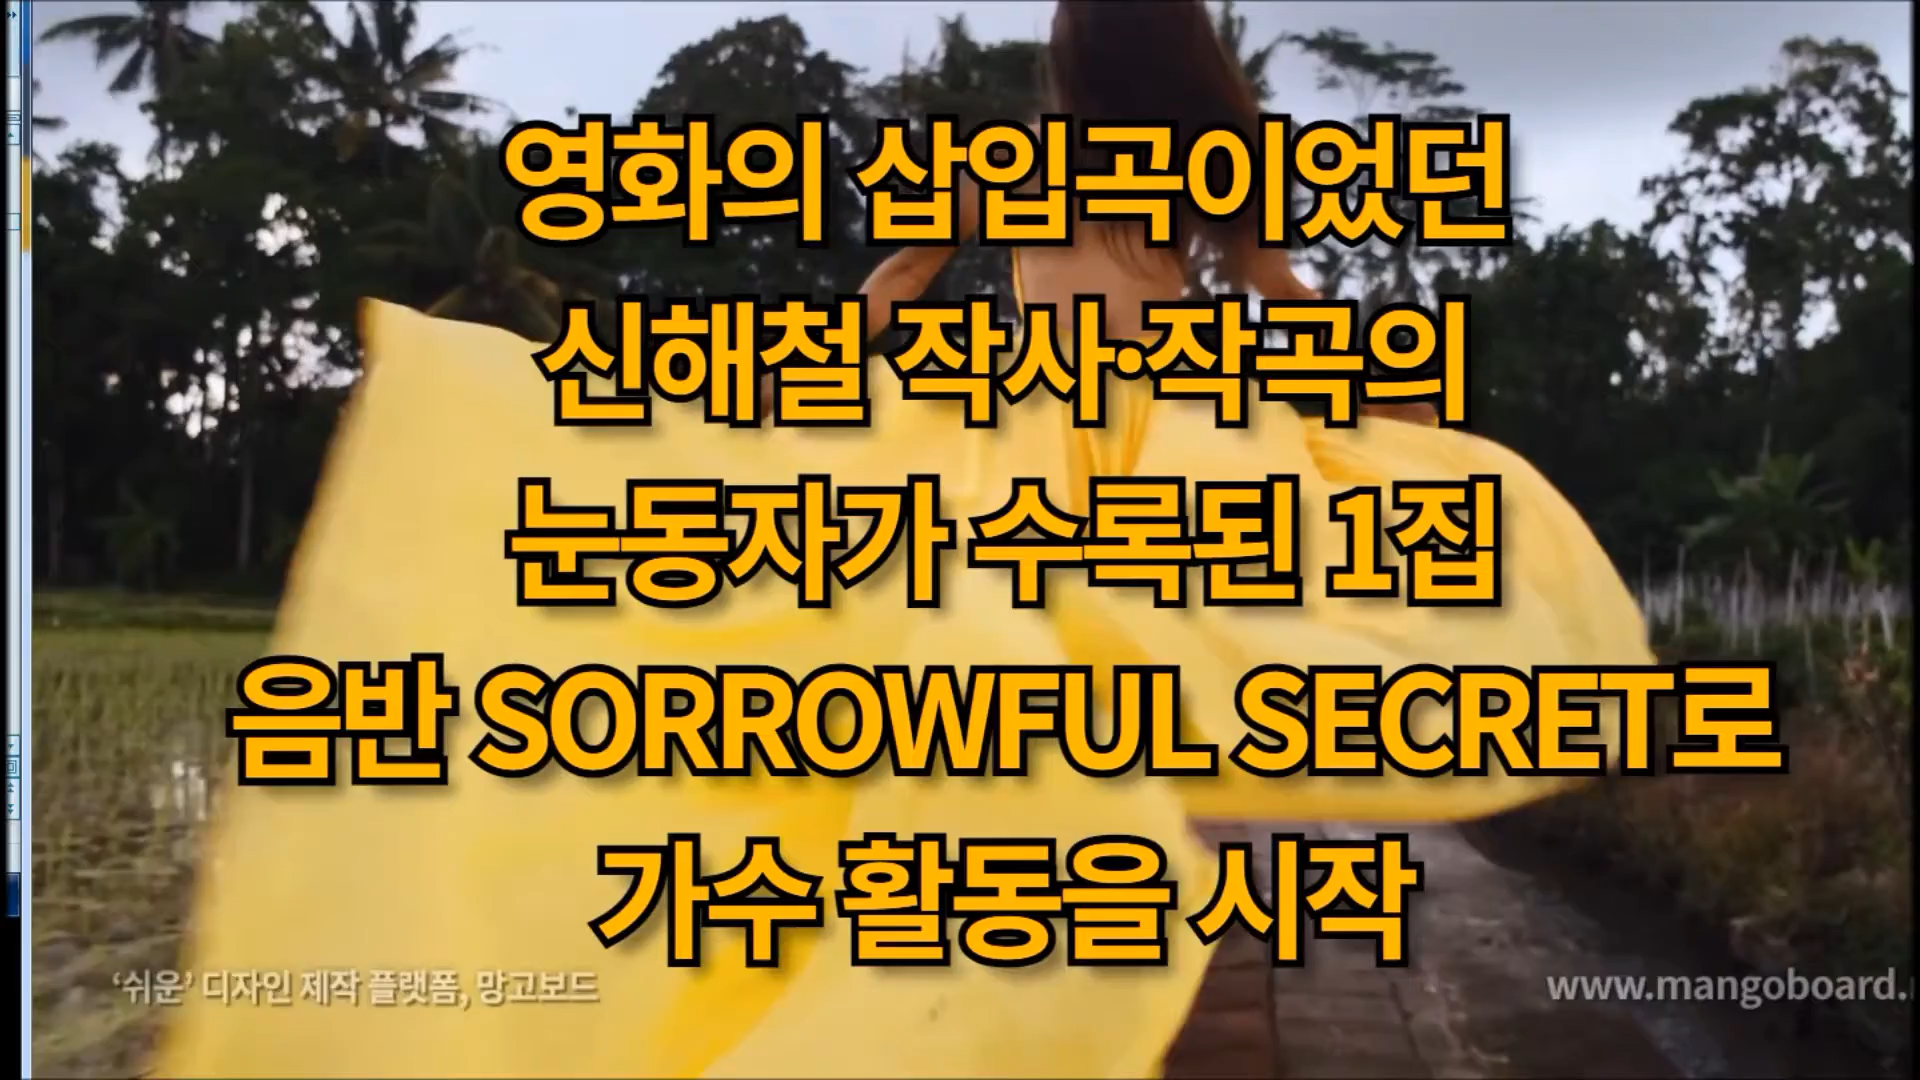 영화의 삽입곡이었던
신해철 작사·작곡의
눈동자가 수록된 1집
음반 SORROWFUL SECRET로
가수 활동을 시작
‘쉬운’ 디자인 제작 플랫폼, 망고보드
www.mangoboard.